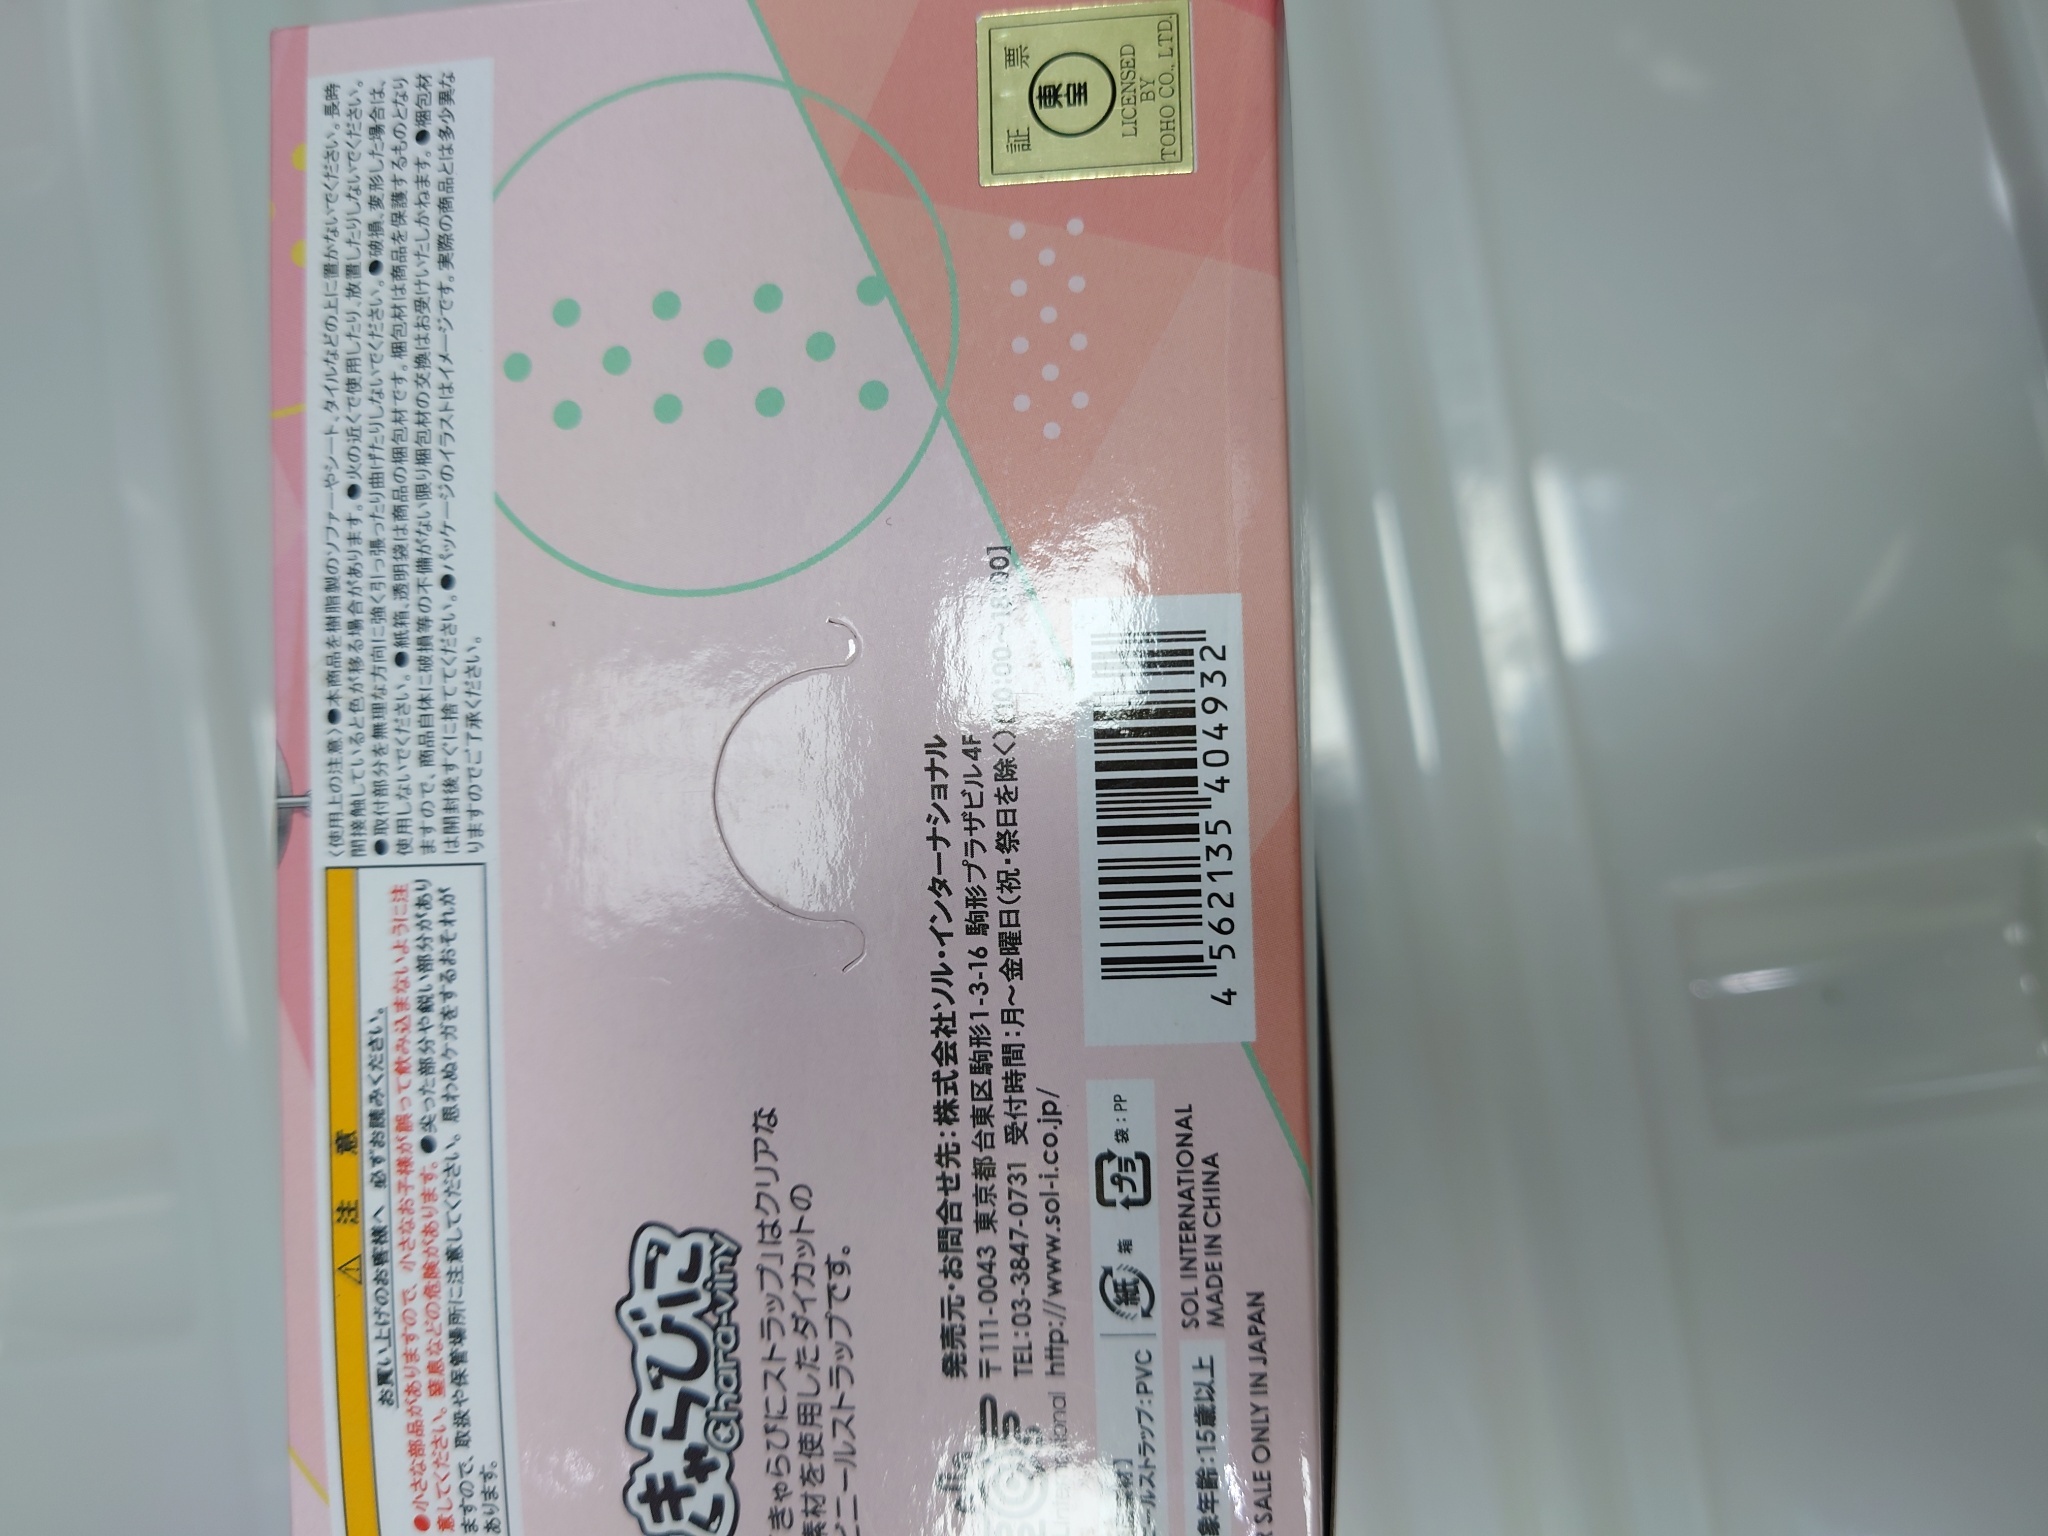 ⚠ 注 意
お買い上げのお客様へ 必ずお読みください。
●小さな部品がありますので、小さなお子様が誤って飲み込まないように注
意してください。窒息などの危険があります。●尖った部分や鋭い部分があり
ますので、取扱や保管場所に注意してください。思わぬケガをするおそれが
あります。
〈使用上の注意〉●本商品を樹脂製のソファーやシート、タイルなどの上に置かないでください。長時
間接触していると色が移る場合があります。●火の近くで使用したり、放置したりしないでください。
●取付部分を無理な方向に強く引っ張ったり曲げたりしないでください。●破損、変形した場合は、
使用しないでください。●紙箱、透明袋は商品の梱包材です。梱包材は商品を保護するものとなり
ますので、商品自体に破損等の不備がない限り梱包材の交換はお受けいたしかねます。●梱包材
は開封後すぐに捨ててください。●パッケージのイラストはイメージです。実際の商品とは多少異な
りますのでご了承ください。
きゃらびに
Chara-viny
きゃらびにストラップ」はクリアな
素材を使用したダイカットの
ビニールストラップです。
発売元・お問合せ先：株式会社ソル・インターナショナル
〒111-0043 東京都台東区駒形1-3-16 駒形プラザビル4F
TEL:03-3847-0731 受付時間：月〜金曜日(祝・祭日を除く)〔10:00〜18:00〕
http://www.sol-i.co.jp/
ールストラップ：PVC
紙 箱 プラ 袋：PP
象年齢：15歳以上
SOL INTERNATIONAL
MADE IN CHINA
SALE ONLY IN JAPAN
4 562135 404932
証 票
東宝
LICENSED
BY
TOHO CO., LTD.